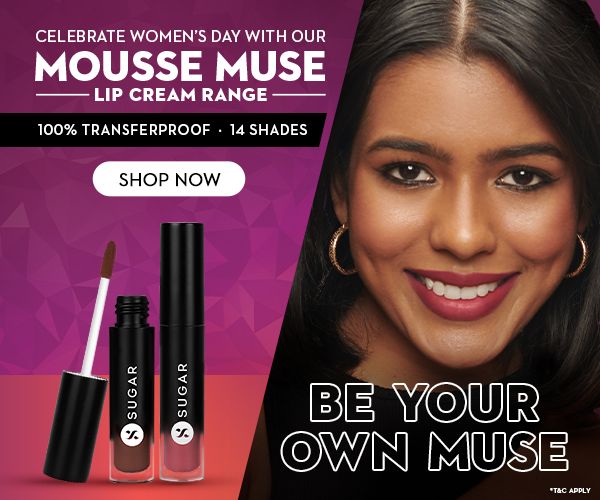 CELEBRATE WOMEN'S DAY WITH OUR
MOUSSE MUSE
LIP CREAM RANGE
100% TRANSFERPROOF · 14 SHADES
SHOP NOW
SUGAR
SUGAR
BE YOUR
OWN MUSE
*T&C APPLY